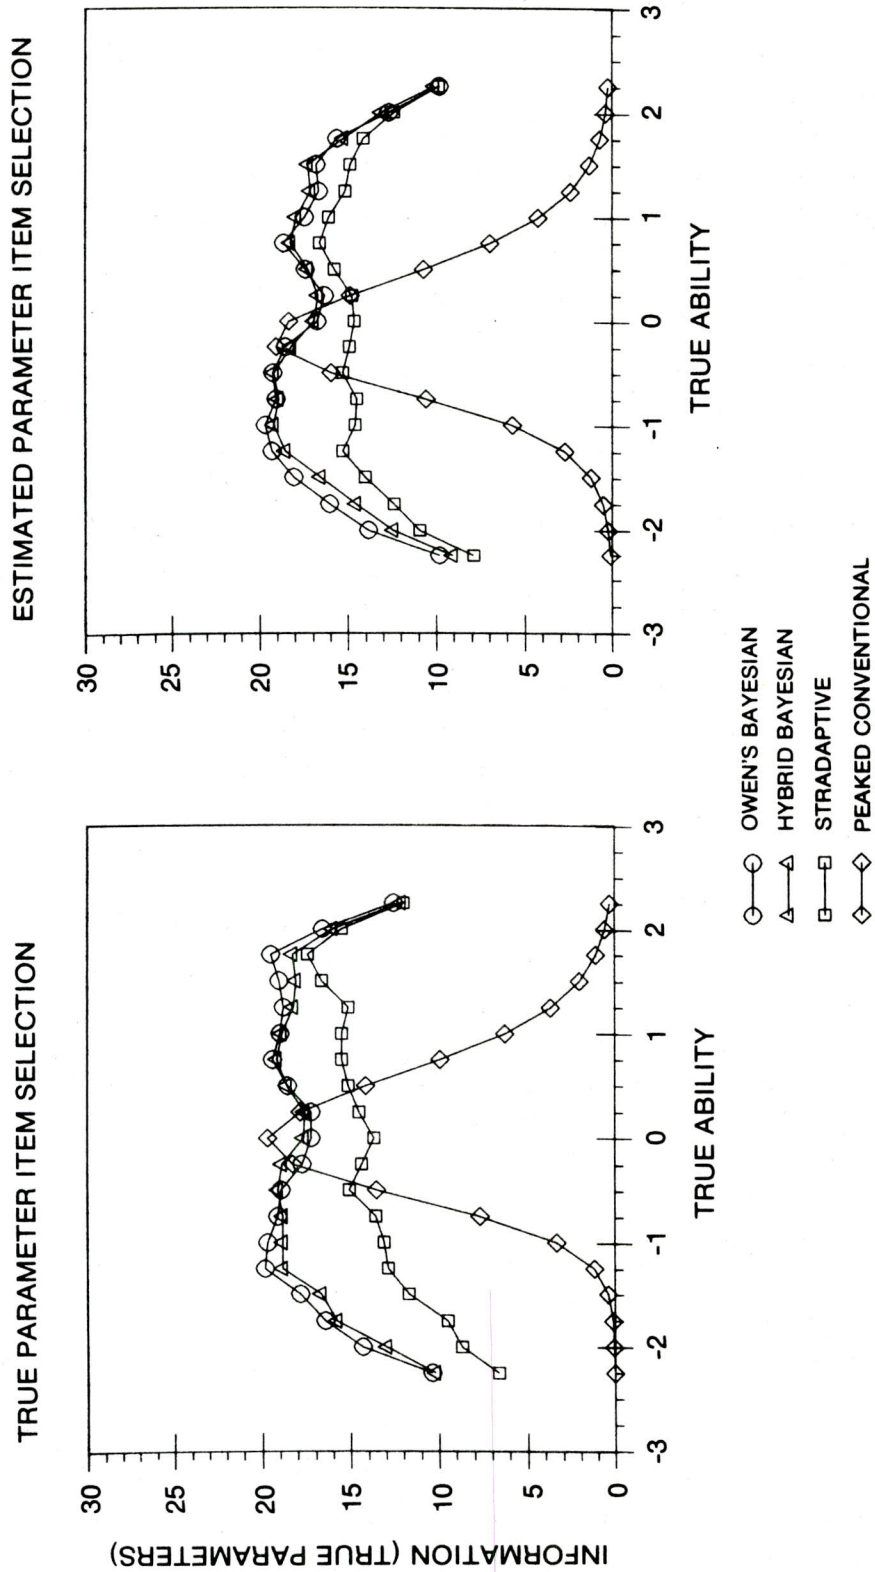 TRUE PARAMETER ITEM SELECTION
INFORMATION (TRUE PARAMETERS)
30
20
15
10
5
0
-3
-2
-1
0
1
2
3
TRUE ABILITY
ESTIMATED PARAMETER ITEM SELECTION
30
20
15
10
5
0
-3
-2
-1
0
1
2
3
TRUE ABILITY
OWEN'S BAYESIAN
HYBRID BAYESIAN
STRADAPTIVE
PEAKED CONVENTIONAL